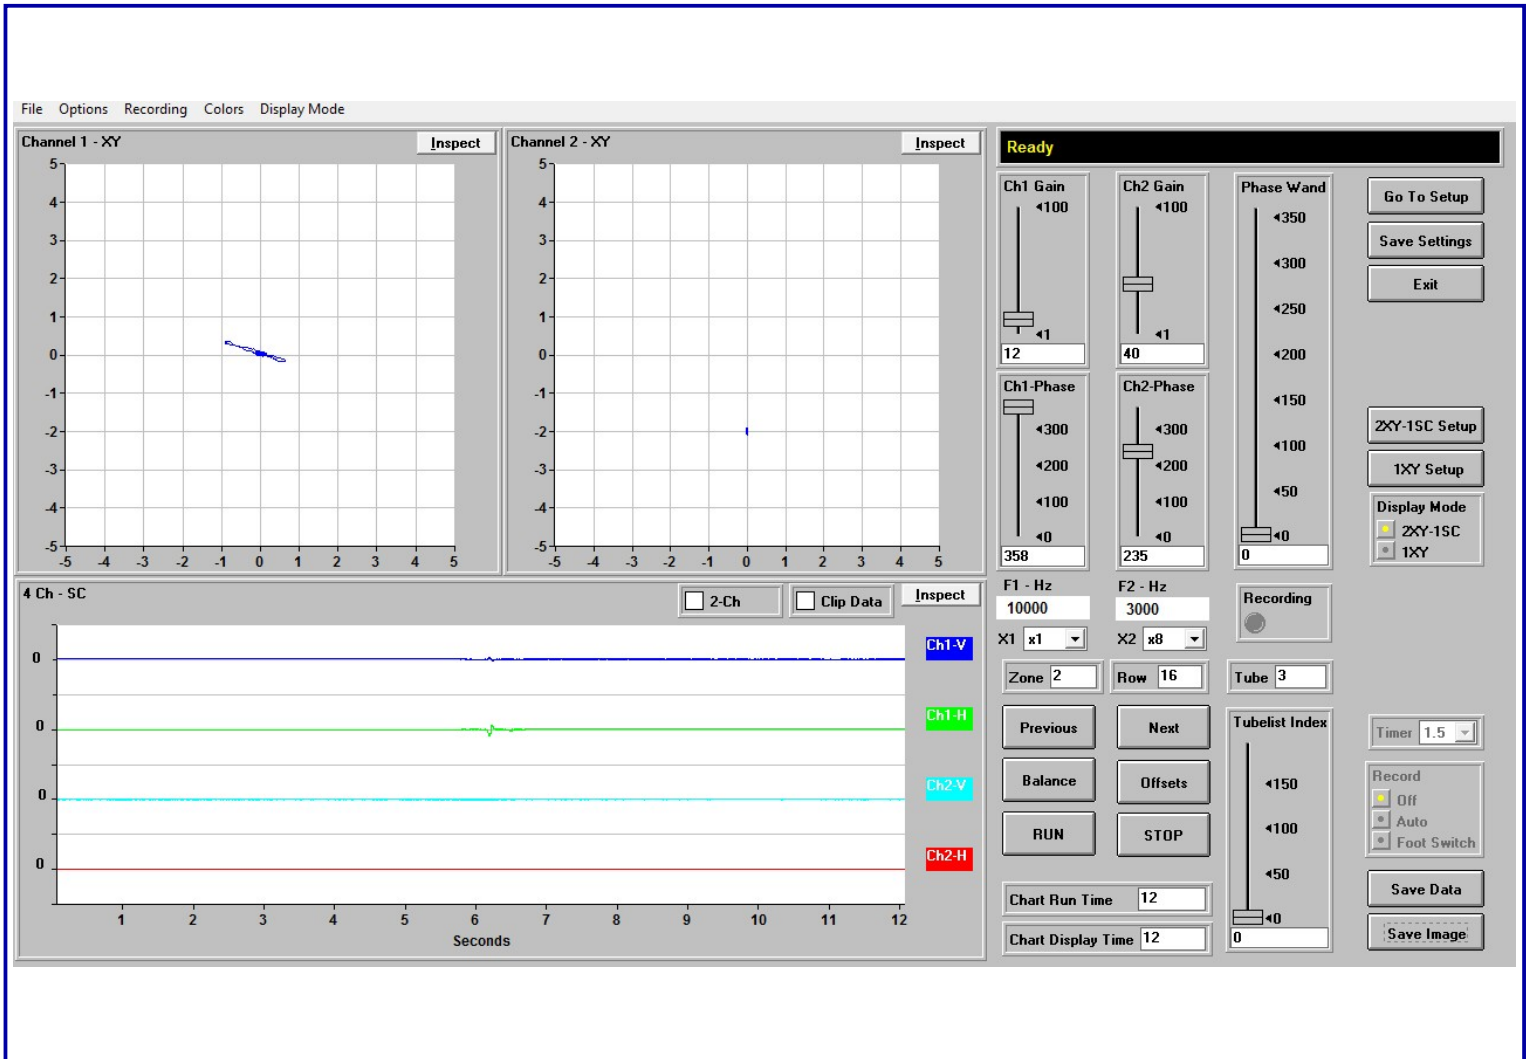 File Options Recording Colors Display Mode
Channel 1 - XY
Inspect
5
4
3
2
1
0
-1
-2
-3
-4
-5
-5 -4 -3 -2 -1 0 1 2 3 4 5
Channel 2 - XY
Inspect
5
4
3
2
1
0
-1
-2
-3
-4
-5
-5 -4 -3 -2 -1 0 1 2 3 4 5
4 Ch - SC
2-Ch
Clip Data
Inspect
0
0
0
0
Ch1-V
Ch1-H
Ch2-V
Ch2-H
1 2 3 4 5 6 7 8 9 10 11 12
Seconds
Ready
Ch1 Gain
100
1
12
Ch2 Gain
100
1
40
Phase Wand
350
300
250
200
150
100
50
0
0
Ch1-Phase
300
200
100
0
358
Ch2-Phase
300
200
100
0
235
Go To Setup
Save Settings
Exit
2XY-1SC Setup
1XY Setup
Display Mode
2XY-1SC
1XY
F1 - Hz
10000
F2 - Hz
3000
Recording
X1 x1
X2 x8
Zone 2
Row 16
Tube 3
Previous
Next
Balance
Offsets
RUN
STOP
Tubelist Index
150
100
50
0
0
Timer 1.5
Record
Off
Auto
Foot Switch
Chart Run Time 12
Chart Display Time 12
Save Data
Save Image